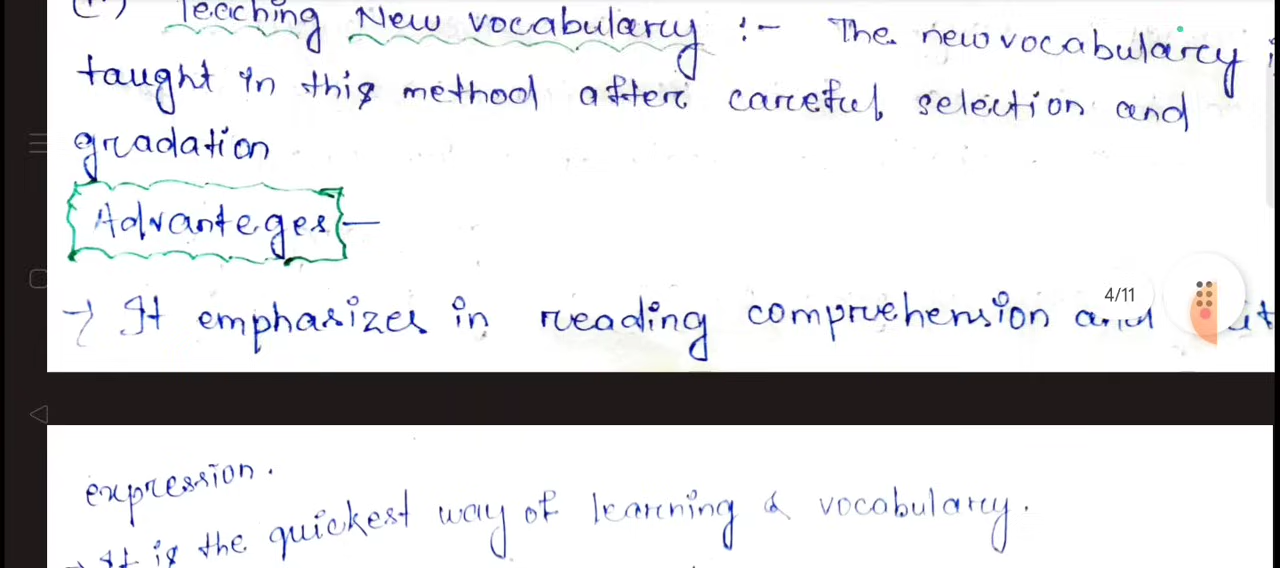 Teaching New vocabulary :- The new vocabulary
taught in this method after careful selection and
gradation
Advanteges -
→ It emphasizes in reading comprehension and
4/11
expression.
→ It is the quickest way of learning & vocabulary.